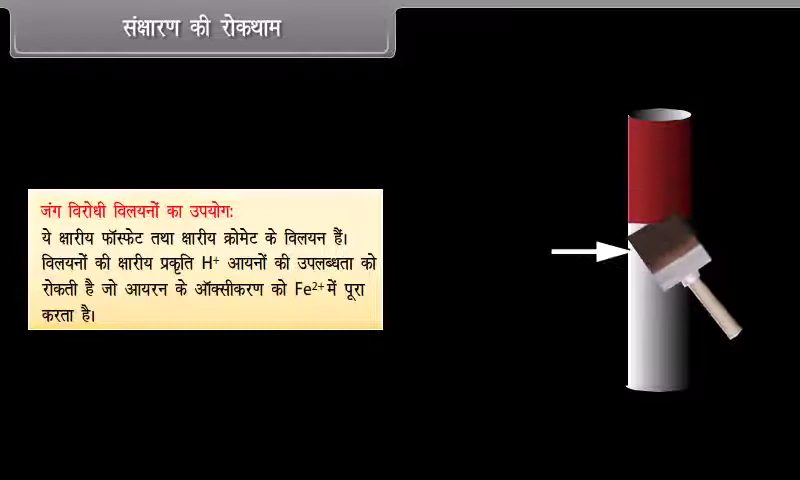 संक्षारण की रोकथाम
जंग विरोधी विलयनों का उपयोग:
ये क्षारीय फॉस्फेट तथा क्षारीय क्रोमेट के विलयन हैं।
विलयनों की क्षारीय प्रकृति H⁺ आयनों की उपलब्धता को
रोकती है जो आयरन के ऑक्सीकरण को Fe²⁺ में पूरा
करता है।